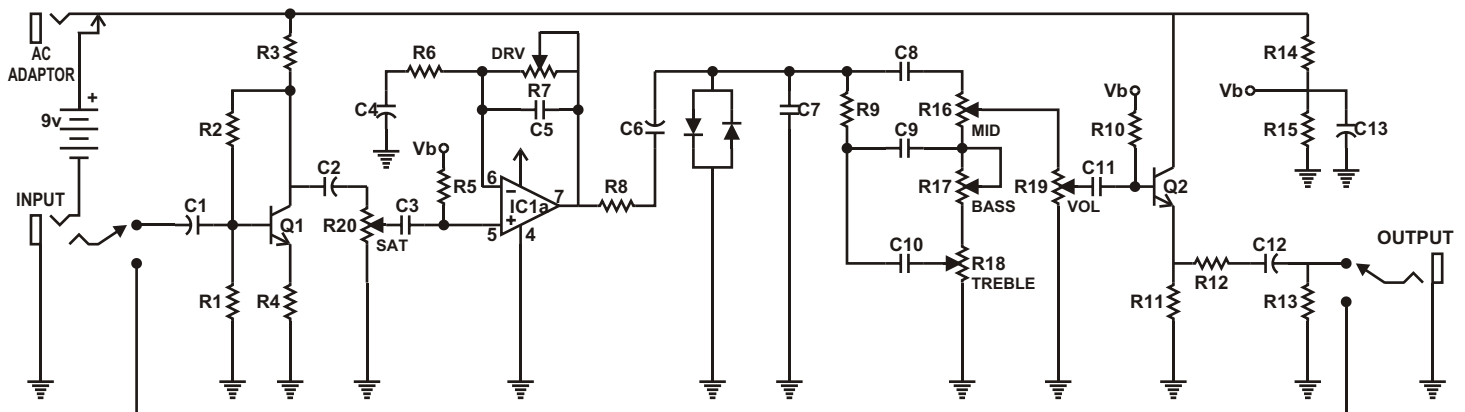 AC
ADAPTOR
9v
+
INPUT
C1
R1
R2
R3
R4
Q1
C2
R20
SAT
C3
C4
R6
Vb
R5
DRV
R7
C5
6
−
IC1a
7
+
5
4
R8
C6
C7
R9
C8
R16
MID
C9
R17
BASS
C10
R18
TREBLE
R19
VOL
C11
Vb
R10
Q2
R11
R12
C12
R13
Vb
R14
R15
C13
OUTPUT